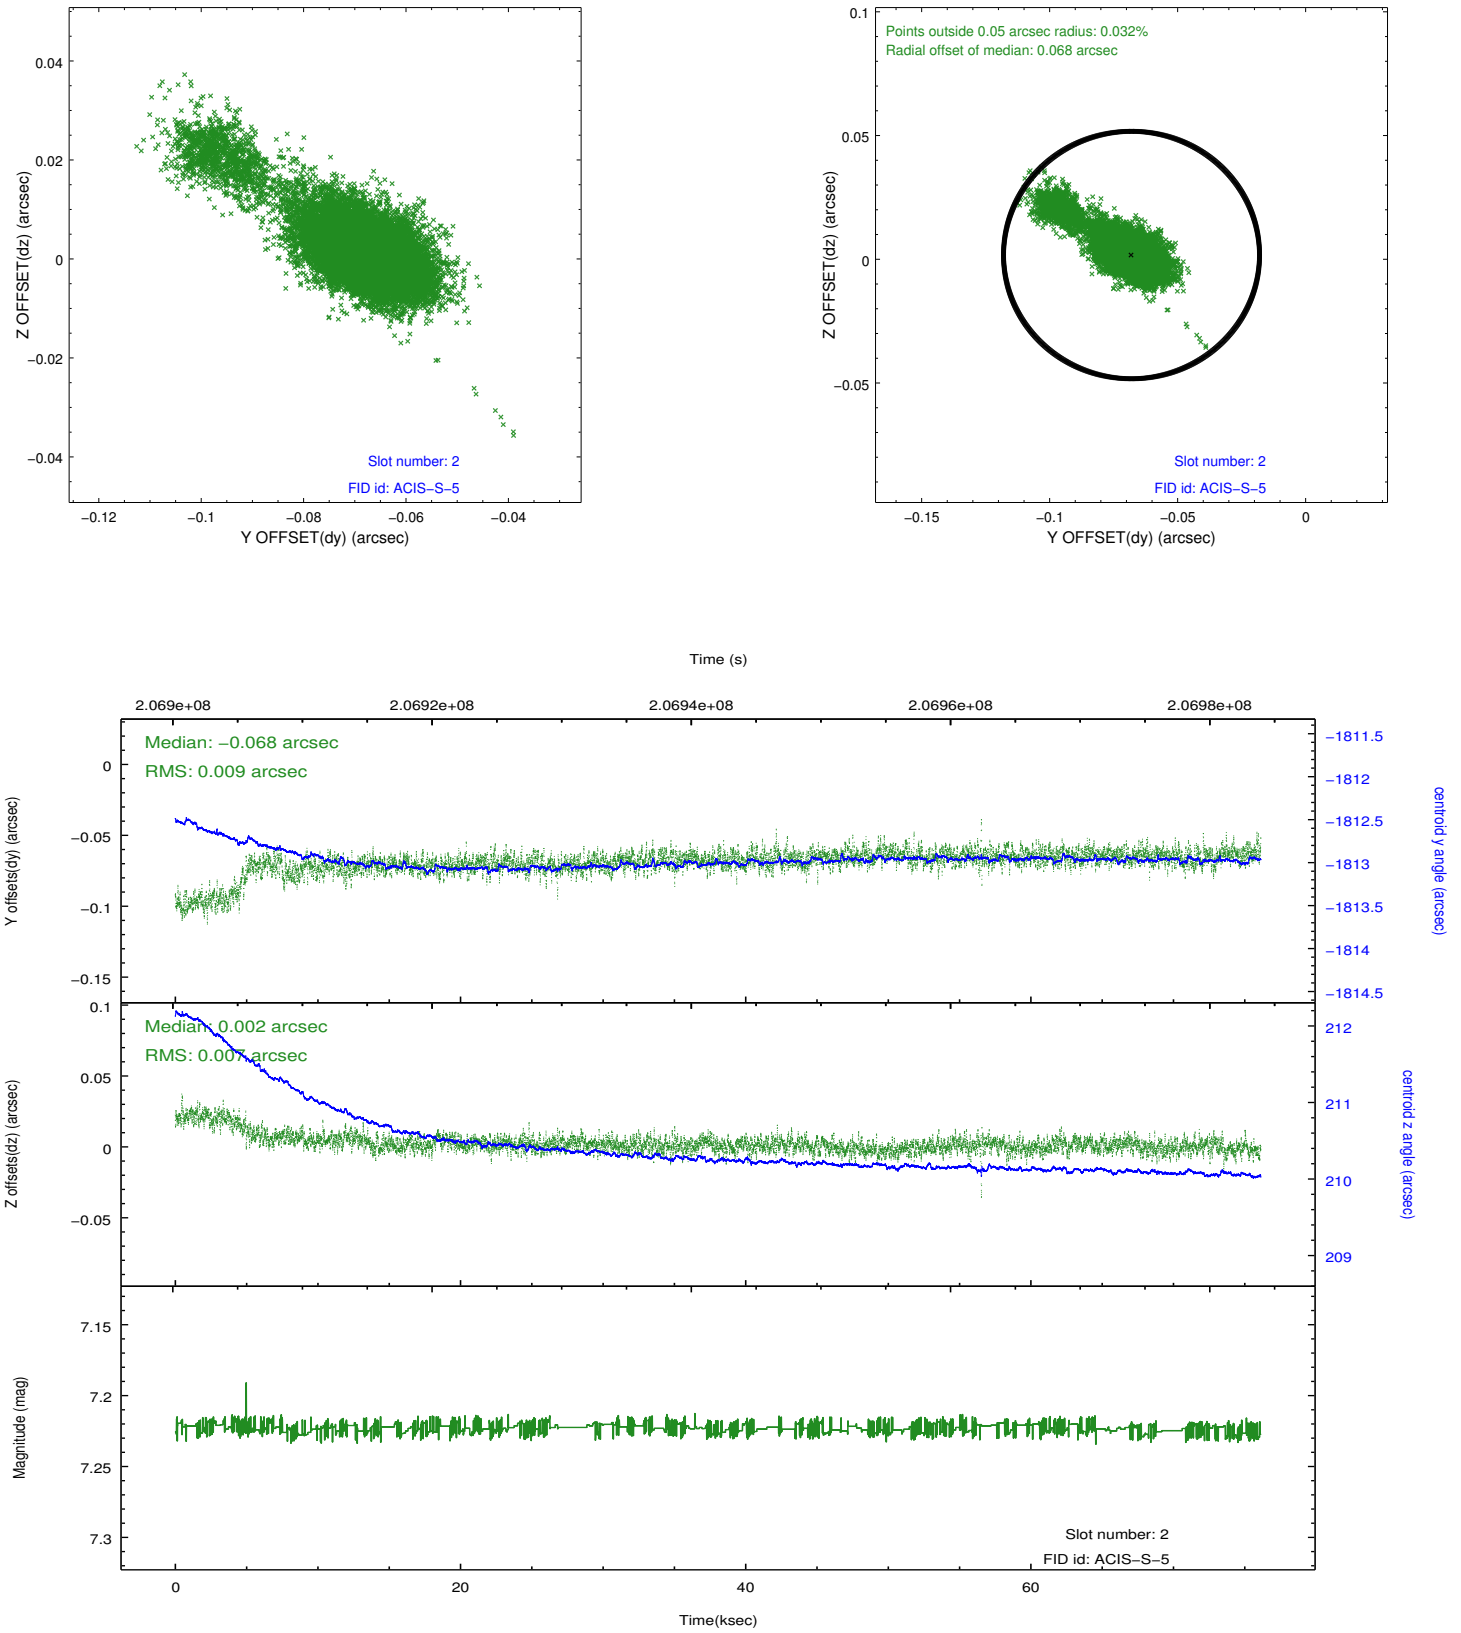 0.04
0.02
0
−0.02
−0.04
−0.12
−0.1
−0.08
−0.06
−0.04
Z OFFSET(dz) (arcsec)
Y OFFSET(dy) (arcsec)
Slot number: 2
FID id: ACIS−S−5
Points outside 0.05 arcsec radius: 0.032%
Radial offset of median: 0.068 arcsec
0.1
0.05
0
−0.05
−0.15
−0.1
−0.05
0
Z OFFSET(dz) (arcsec)
Y OFFSET(dy) (arcsec)
Slot number: 2
FID id: ACIS−S−5
Time (s)
2.069e+08
2.0692e+08
2.0694e+08
2.0696e+08
2.0698e+08
Median: −0.068 arcsec
RMS: 0.009 arcsec
0
−0.05
−0.1
−0.15
Y offsets(dy) (arcsec)
−1811.5
−1812
−1812.5
−1813
−1813.5
−1814
−1814.5
centroid y angle (arcsec)
Median: 0.002 arcsec
RMS: 0.007 arcsec
0.1
0.05
0
−0.05
Z offsets(dz) (arcsec)
212
211
210
209
centroid z angle (arcsec)
7.15
7.2
7.25
7.3
Magnitude (mag)
Slot number: 2
FID id: ACIS−S−5
0
20
40
60
Time(ksec)